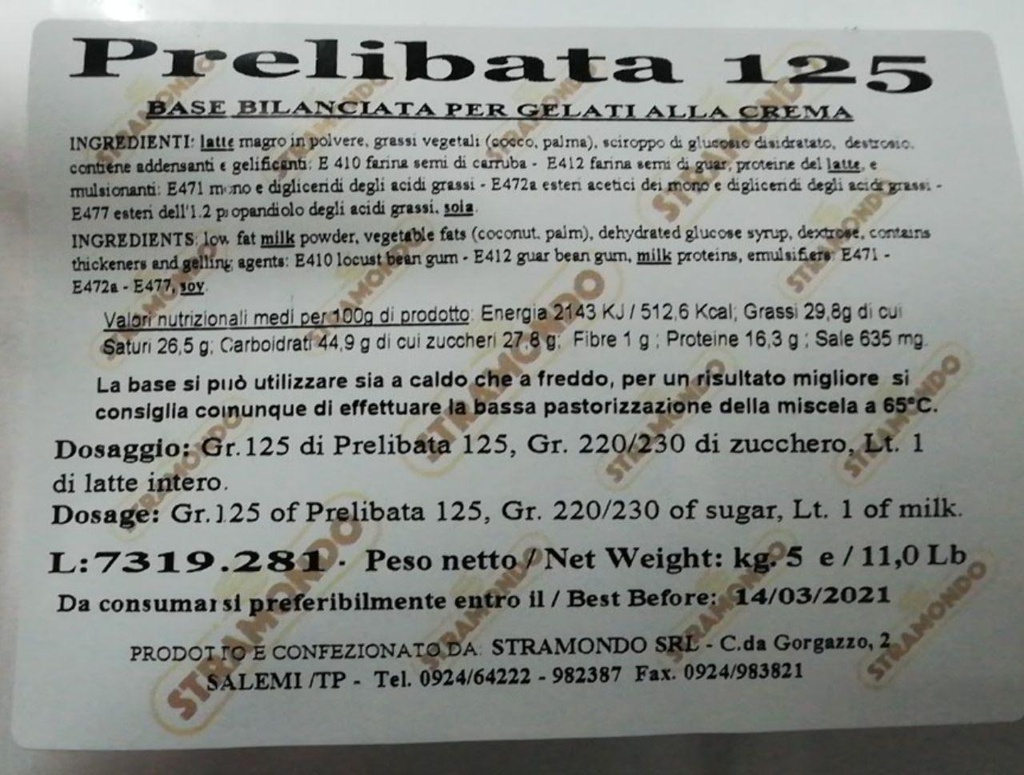 Prelibata 125
BASE BILANCIATA PER GELATI ALLA CREMA
INGREDIENTI: latte magro in polvere, grassi vegetali (cocco, palma), sciroppo di glucosio disidratato, destrosio,
contiene addensanti e gelificanti: E 410 farina semi di carruba - E412 farina semi di guar, proteine del latte, e
mulsionanti: E471 mono e digliceridi degli acidi grassi - E472a esteri acetici dei mono e digliceridi degli acidi grassi -
E477 esteri dell'1.2 propandiolo degli acidi grassi, soia.
INGREDIENTS: low fat milk powder, vegetable fats (coconut, palm), dehydrated glucose syrup, dextrose, contains
thickeners and gelling agents: E410 locust bean gum - E412 guar bean gum, milk proteins, emulsifiers: E471 -
E472a - E477, soy.
Valori nutrizionali medi per 100g di prodotto: Energia 2143 KJ / 512,6 Kcal; Grassi 29,8g di cui
Saturi 26,5 g; Carboidrati 44,9 g di cui zuccheri 27,8 g; Fibre 1 g ; Proteine 16,3 g ; Sale 635 mg.
La base si può utilizzare sia a caldo che a freddo, per un risultato migliore si
consiglia comunque di effettuare la bassa pastorizzazione della miscela a 65°C.
Dosaggio: Gr.125 di Prelibata 125, Gr. 220/230 di zucchero, Lt. 1
di latte intero.
Dosage: Gr.125 of Prelibata 125, Gr. 220/230 of sugar, Lt. 1 of milk.
L:7319.281 - Peso netto / Net Weight: kg. 5 e / 11,0 Lb
Da consumarsi preferibilmente entro il / Best Before: 14/03/2021
PRODOTTO E CONFEZIONATO DA: STRAMONDO SRL - C.da Gorgazzo, 2
SALEMI /TP - Tel. 0924/64222 - 982387 Fax. 0924/983821